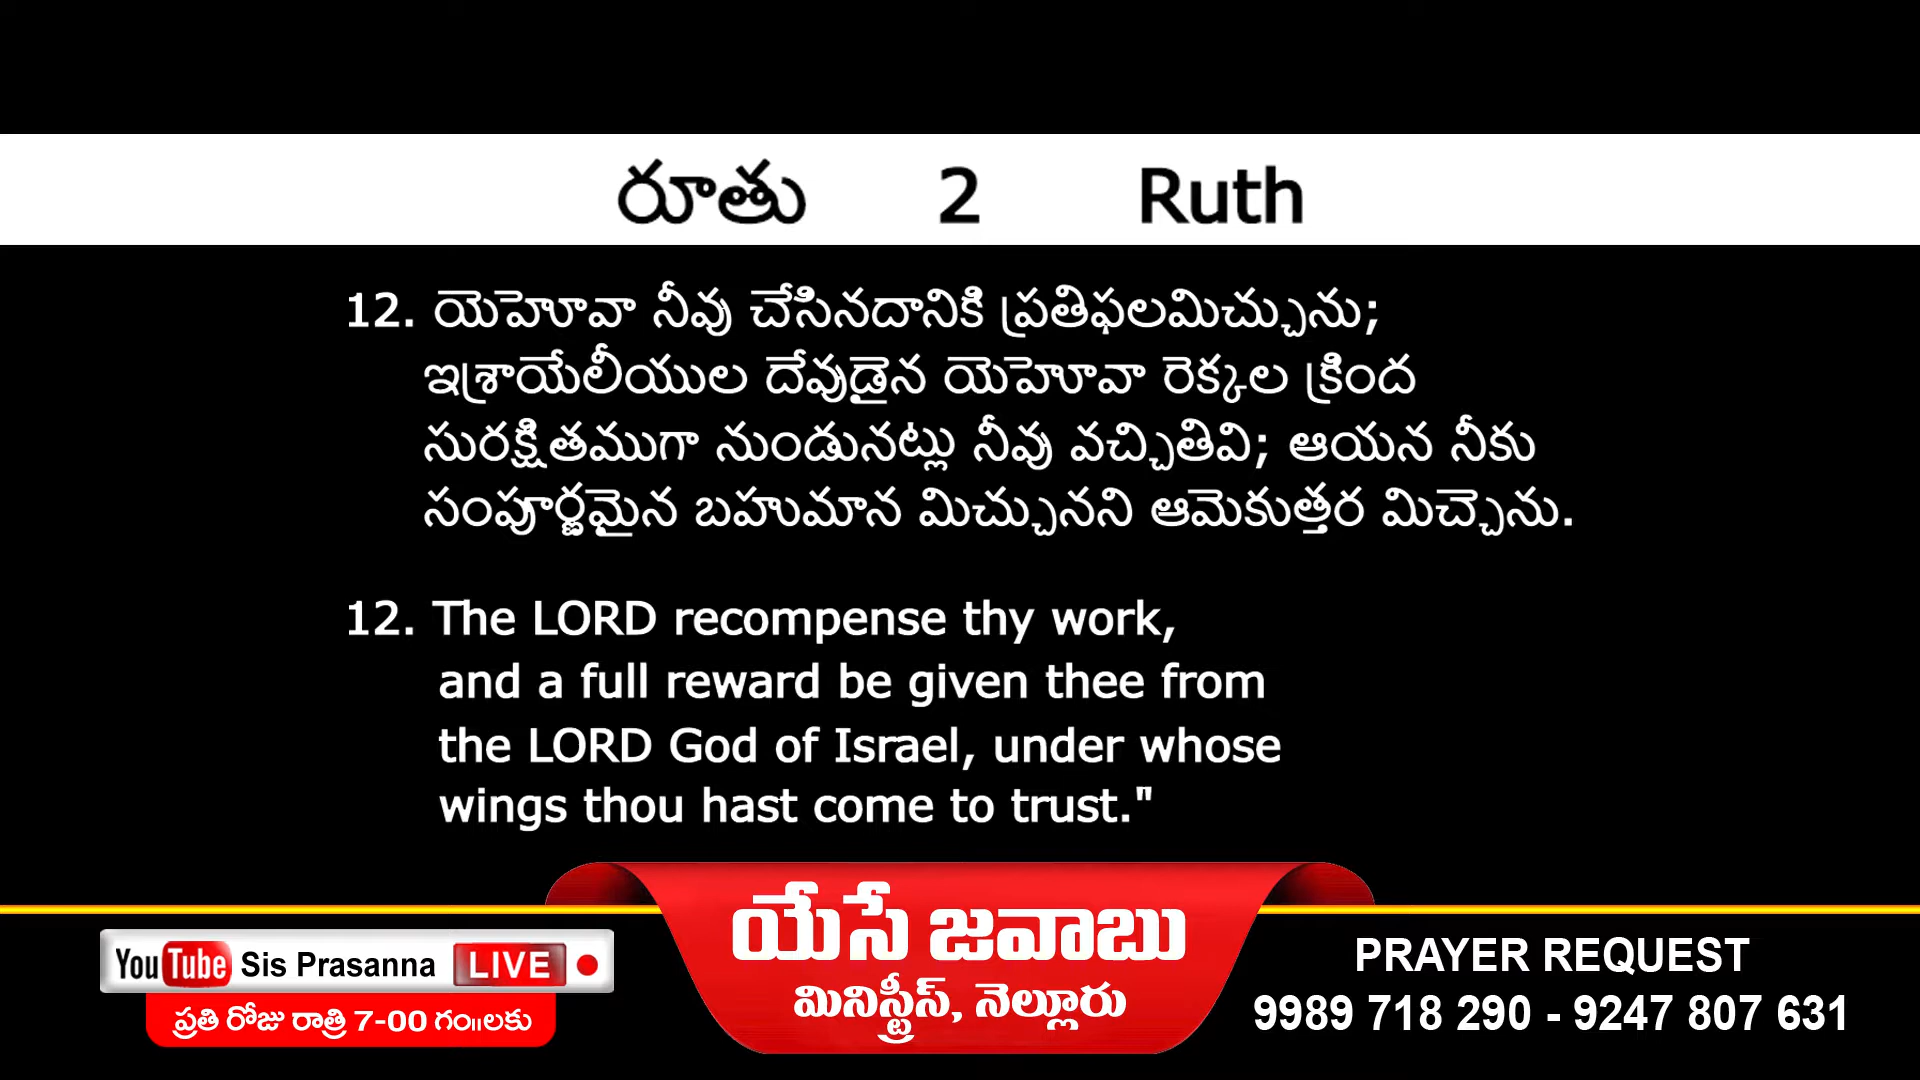 రూతు 2 Ruth
12. యెహెూవా నీవు చేసినదానికి ప్రతిఫలమిచ్చును;
ఇశ్రాయేలీయుల దేవుడైన యెహెూవా రెక్కల క్రింద
సురక్షితముగా నుండునట్లు నీవు వచ్చితివి; ఆయన నీకు
సంపూర్ణమైన బహుమాన మిచ్చునని ఆమెకుత్తర మిచ్చెను.
12. The LORD recompense thy work,
and a full reward be given thee from
the LORD God of Israel, under whose
wings thou hast come to trust."
YouTube Sis Prasanna LIVE
ప్రతి రోజు రాత్రి 7-00 గం॥లకు
యేసే జవాబు
మినిస్ట్రీస్, నెల్లూరు
PRAYER REQUEST
9989 718 290 - 9247 807 631